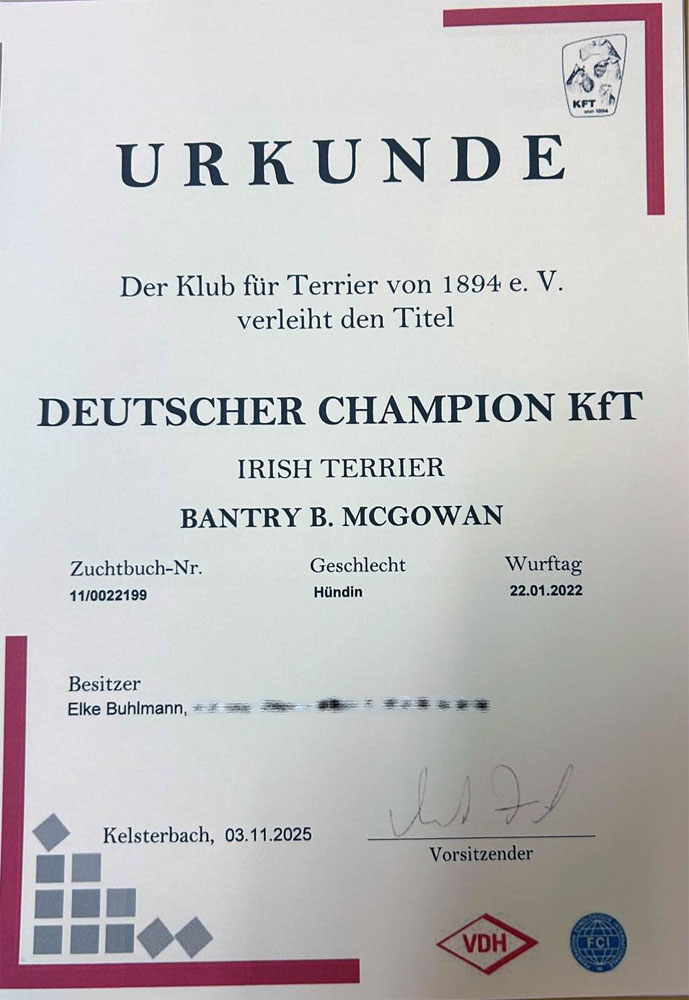 KFT
von 1894
URKUNDE
Der Klub für Terrier von 1894 e. V.
verleiht den Titel
DEUTSCHER CHAMPION KfT
IRISH TERRIER
BANTRY B. MCGOWAN
Zuchtbuch-Nr. Geschlecht Wurftag
11/0022199 Hündin 22.01.2022
Besitzer
Elke Buhlmann,
Kelsterbach, 03.11.2025
Vorsitzender
VDH
FCI